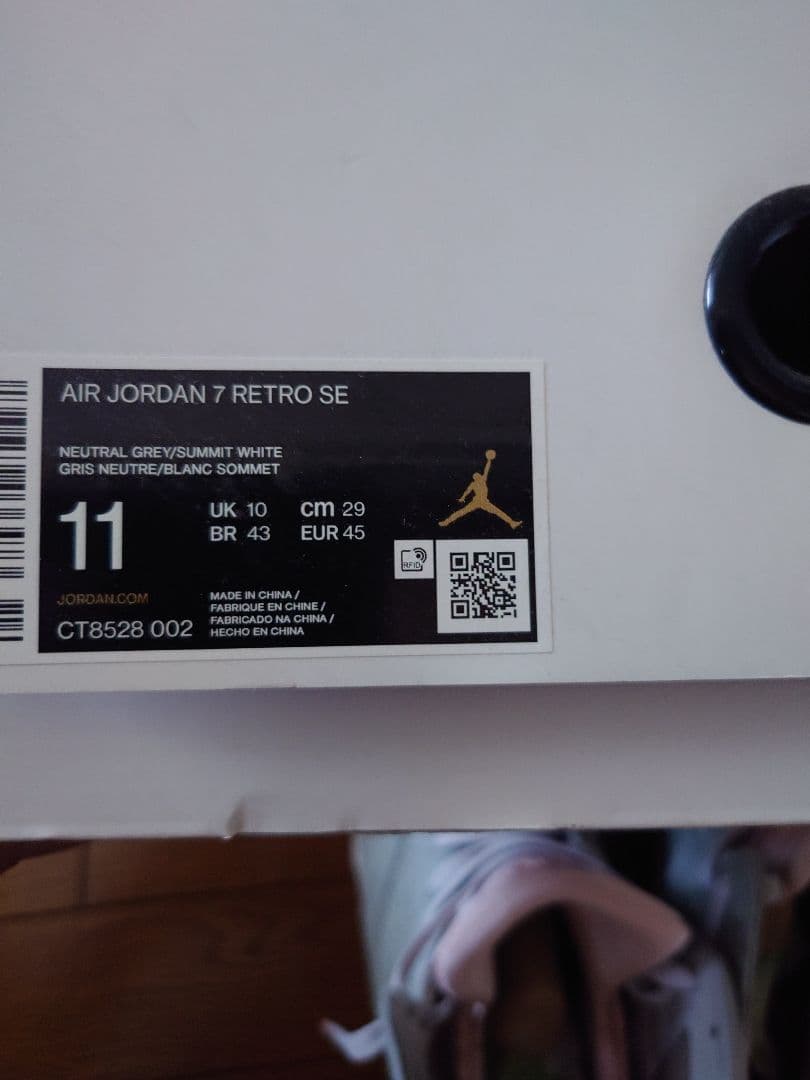 AIR JORDAN 7 RETRO SE
NEUTRAL GREY/SUMMIT WHITE
GRIS NEUTRE/BLANC SOMMET
11
UK 10 cm 29
BR 43 EUR 45
RFID
JORDAN.COM
CT8528 002
MADE IN CHINA /
FABRIQUE EN CHINE /
FABRICADO NA CHINA /
HECHO EN CHINA